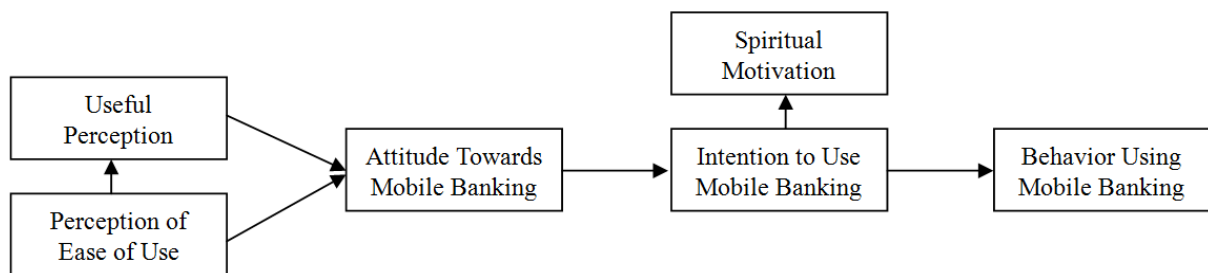 Spiritual
Motivation
Useful
Perception
Attitude Towards
Mobile Banking
Intention to Use
Mobile Banking
Behavior Using
Mobile Banking
Perception of
Ease of Use